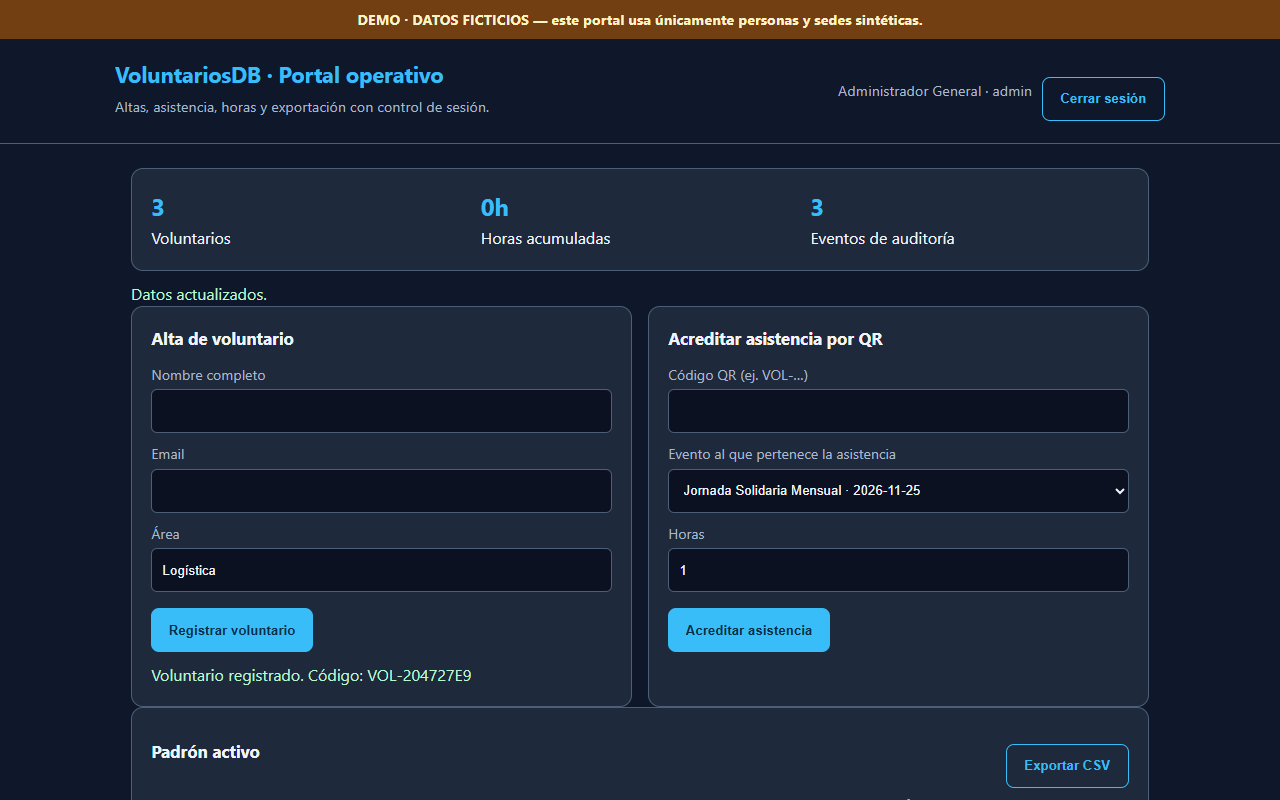 DEMO · DATOS FICTICIOS — este portal usa únicamente personas y sedes sintéticas.
VoluntariosDB · Portal operativo
Altas, asistencia, horas y exportación con control de sesión.
Administrador General · admin
Cerrar sesión
3
Voluntarios
0h
Horas acumuladas
3
Eventos de auditoría
Datos actualizados.
Alta de voluntario
Nombre completo
Email
Área
Logística
Registrar voluntario
Voluntario registrado. Código: VOL-204727E9
Acreditar asistencia por QR
Código QR (ej. VOL-...)
Evento al que pertenece la asistencia
Jornada Solidaria Mensual · 2026-11-25
Horas
1
Acreditar asistencia
Padrón activo
Exportar CSV